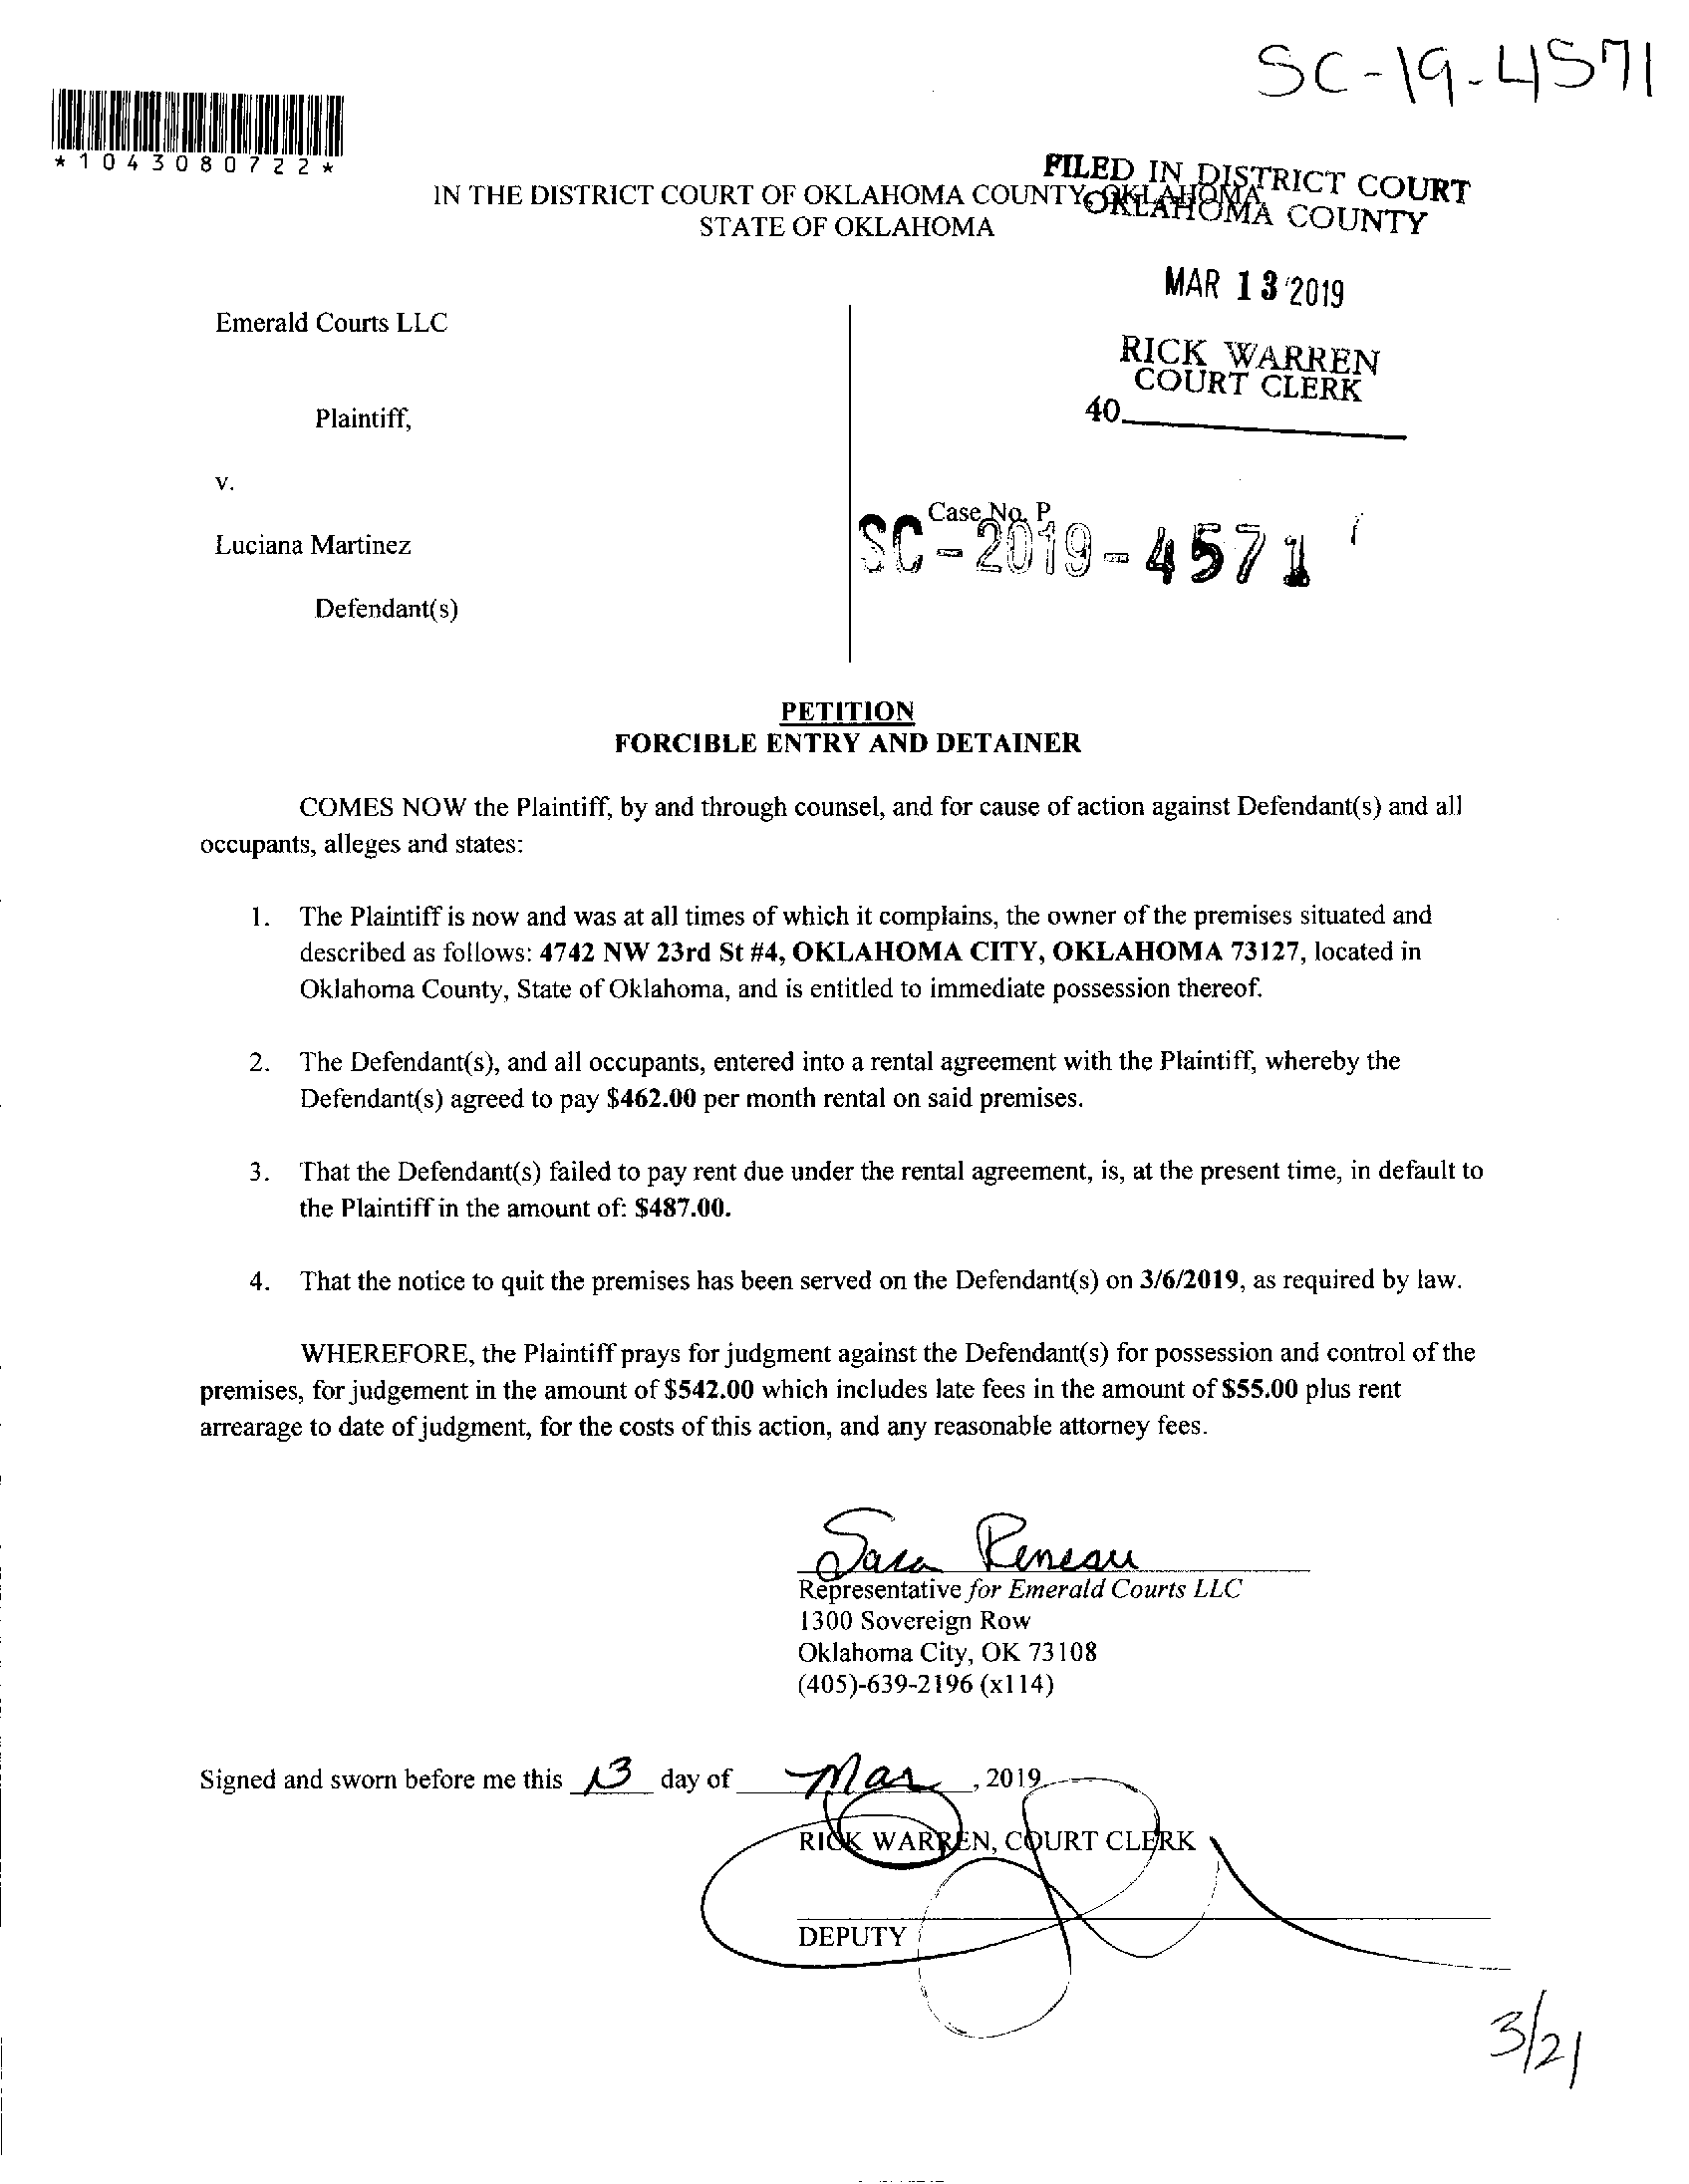 SC-19-4571
*1043080722*
FILED IN DISTRICT COURT
OKLAHOMA COUNTY
IN THE DISTRICT COURT OF OKLAHOMA COUNTY, OKLAHOMA
STATE OF OKLAHOMA
MAR 13 2019
RICK WARREN
COURT CLERK
40
Emerald Courts LLC
Plaintiff,
v.
Case No. P
SC-2019-4571
Luciana Martinez
Defendant(s)
PETITION
FORCIBLE ENTRY AND DETAINER
COMES NOW the Plaintiff, by and through counsel, and for cause of action against Defendant(s) and all
occupants, alleges and states:
1. The Plaintiff is now and was at all times of which it complains, the owner of the premises situated and
described as follows: 4742 NW 23rd St #4, OKLAHOMA CITY, OKLAHOMA 73127, located in
Oklahoma County, State of Oklahoma, and is entitled to immediate possession thereof.
2. The Defendant(s), and all occupants, entered into a rental agreement with the Plaintiff, whereby the
Defendant(s) agreed to pay $462.00 per month rental on said premises.
3. That the Defendant(s) failed to pay rent due under the rental agreement, is, at the present time, in default to
the Plaintiff in the amount of: $487.00.
4. That the notice to quit the premises has been served on the Defendant(s) on 3/6/2019, as required by law.
WHEREFORE, the Plaintiff prays for judgment against the Defendant(s) for possession and control of the
premises, for judgement in the amount of $542.00 which includes late fees in the amount of $55.00 plus rent
arrearage to date of judgment, for the costs of this action, and any reasonable attorney fees.
Sara Reneau
Representative for Emerald Courts LLC
1300 Sovereign Row
Oklahoma City, OK 73108
(405)-639-2196 (x114)
Signed and sworn before me this 13 day of Mar, 2019
RICK WARREN, COURT CLERK
DEPUTY
3/21